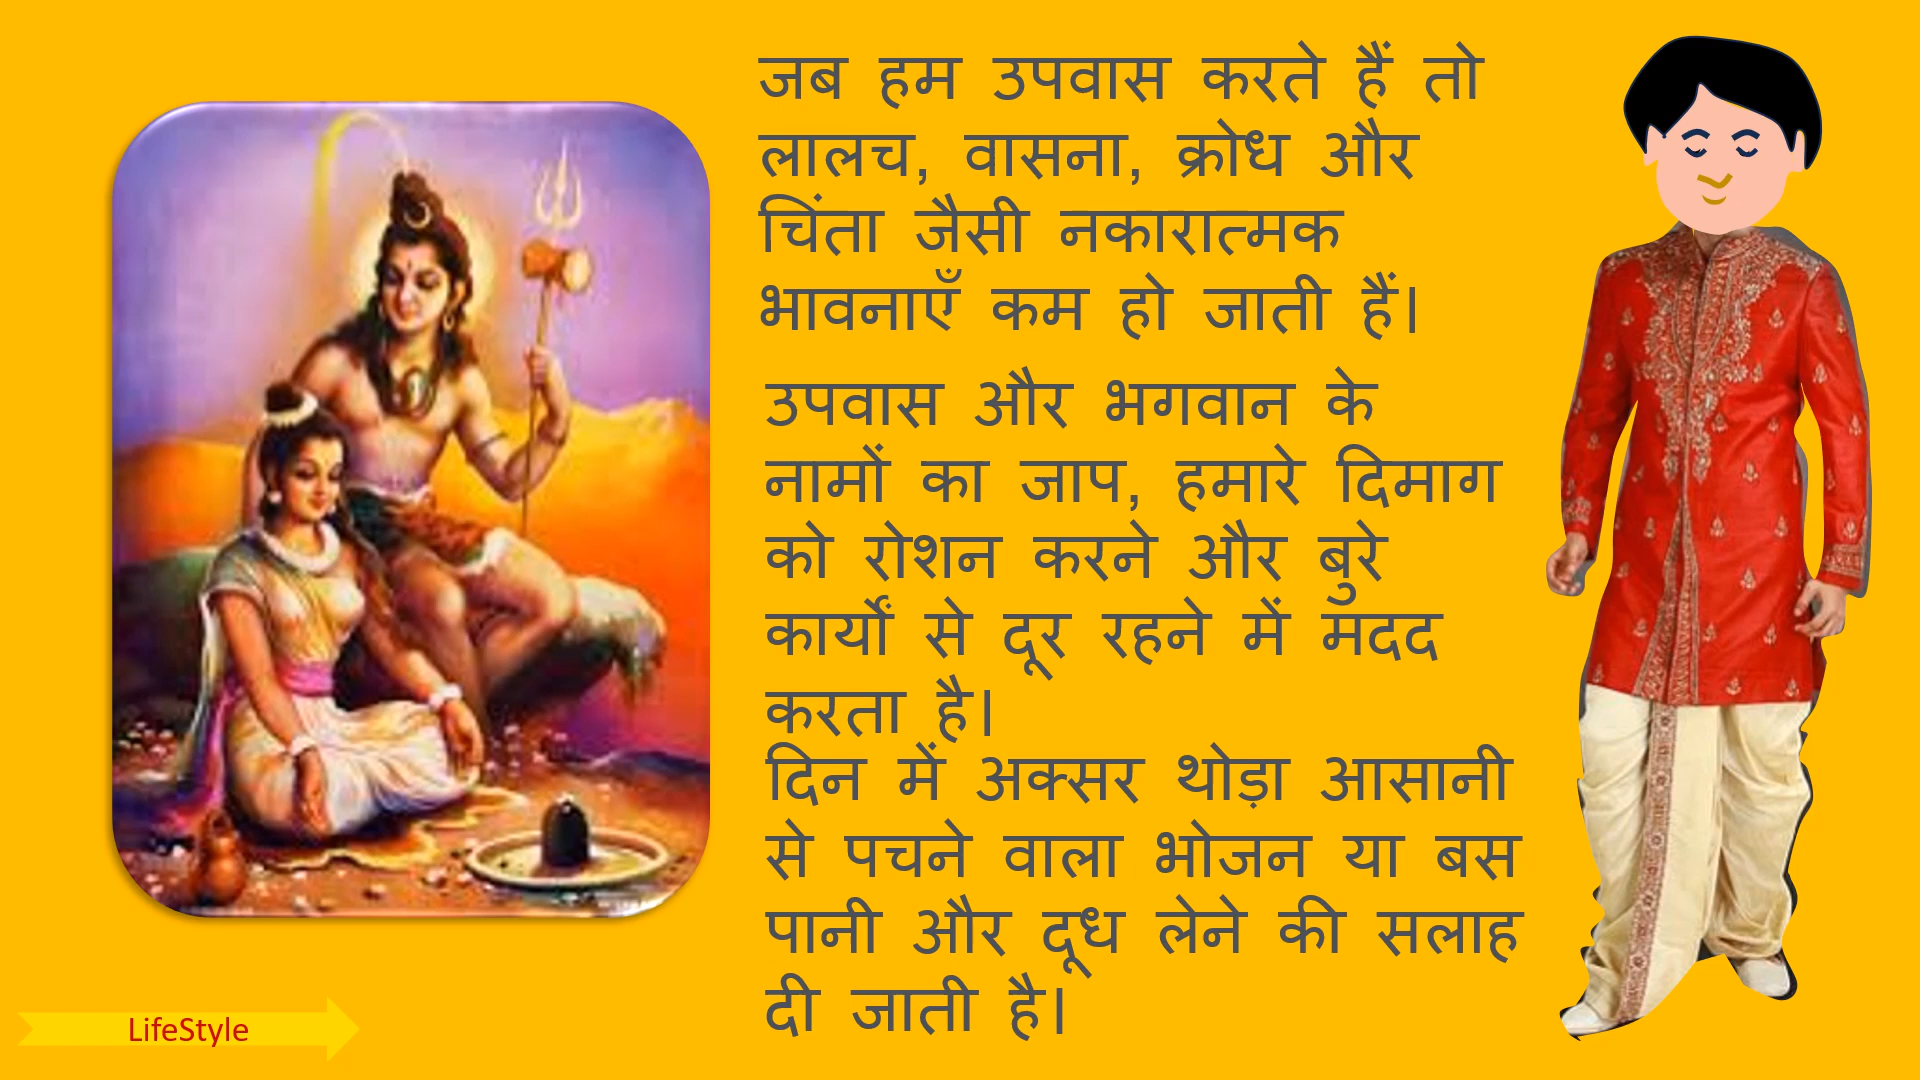 जब हम उपवास करते हैं तो
लालच, वासना, क्रोध और
चिंता जैसी नकारात्मक
भावनाएँ कम हो जाती हैं।
उपवास और भगवान के
नामों का जाप, हमारे दिमाग
को रोशन करने और बुरे
कार्यों से दूर रहने में मदद
करता है।
दिन में अक्सर थोड़ा आसानी
से पचने वाला भोजन या बस
पानी और दूध लेने की सलाह
दी जाती है।
LifeStyle